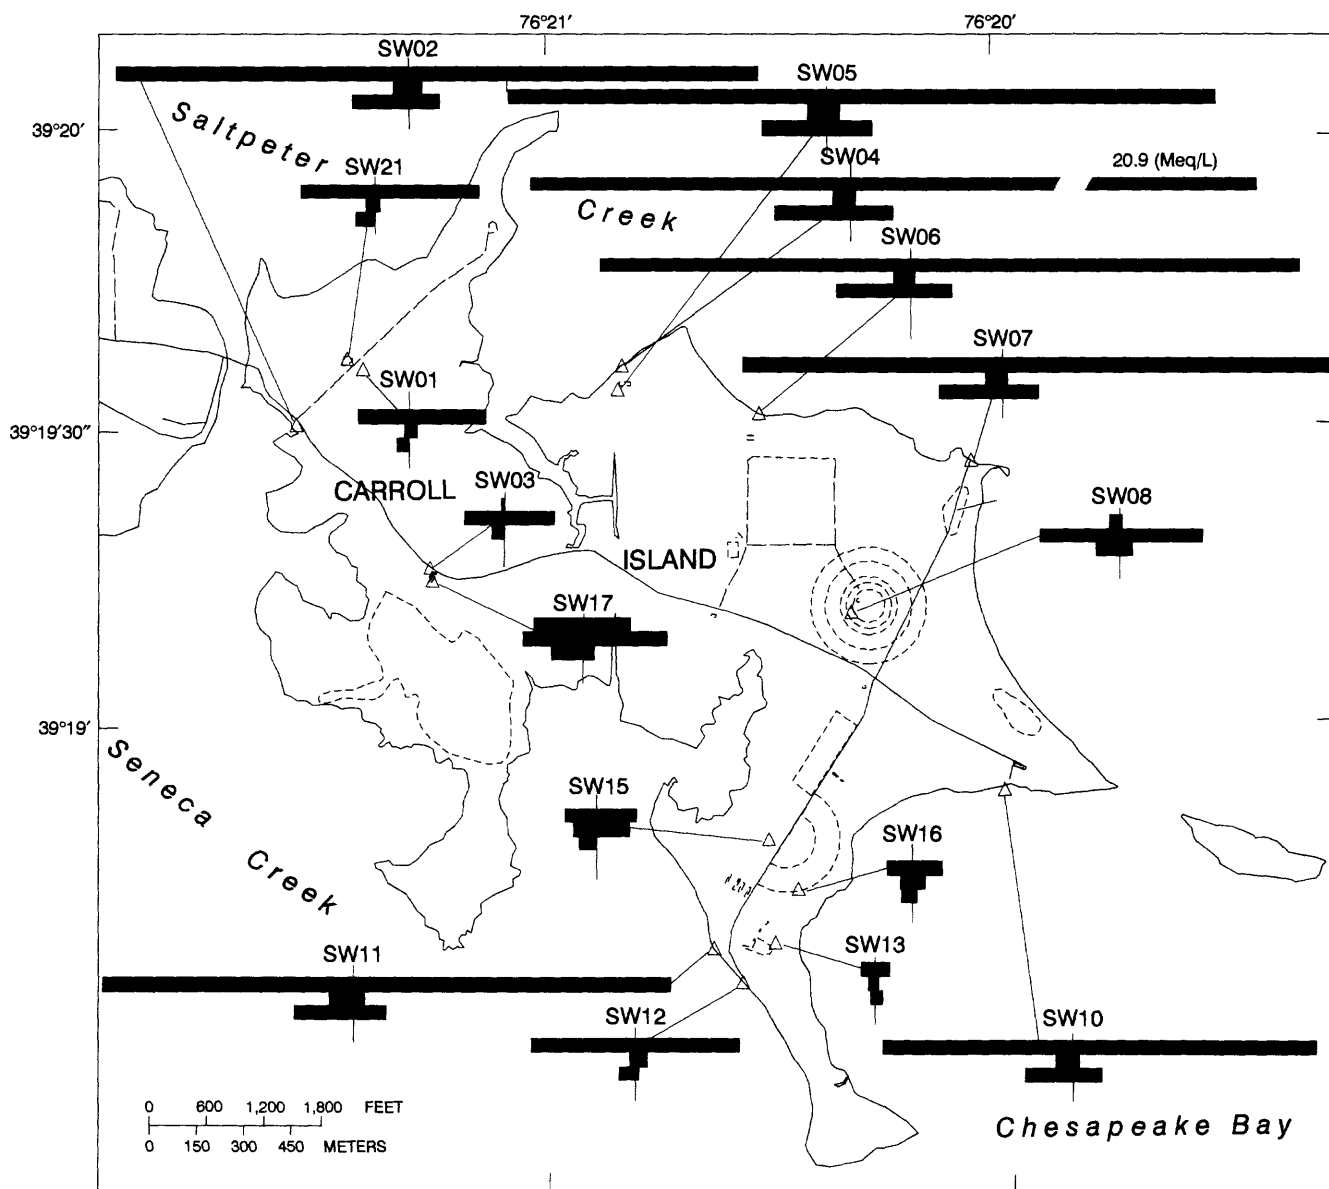 76°21' 76°20'
SW02
SW05
39°20'
Saltpeter
SW21
SW04
20.9 (Meq/L)
Creek
SW06
SW07
SW01
39°19'30"
CARROLL
SW03
SW08
ISLAND
SW17
39°19'
Seneca
Creek
SW15
SW16
SW13
SW11
SW12
SW10
0 600 1,200 1,800 FEET
0 150 300 450 METERS
Chesapeake Bay